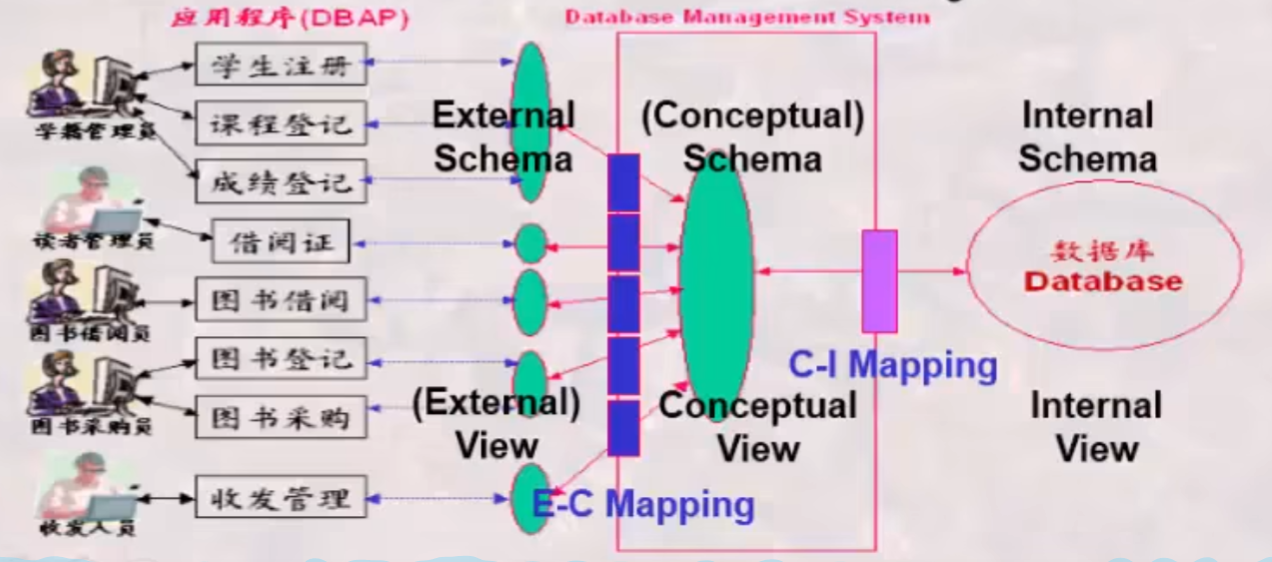 应用程序(DBAP)
Database Management System
学生注册
课程登记
成绩登记
借阅证
图书借阅
图书登记
图书采购
收发管理
学籍管理员
读者管理员
图书借阅员
图书采购员
收发人员
External
Schema
(Conceptual)
Schema
Internal
Schema
数据库
Database
C-I Mapping
(External)
View
Conceptual
View
Internal
View
E-C Mapping